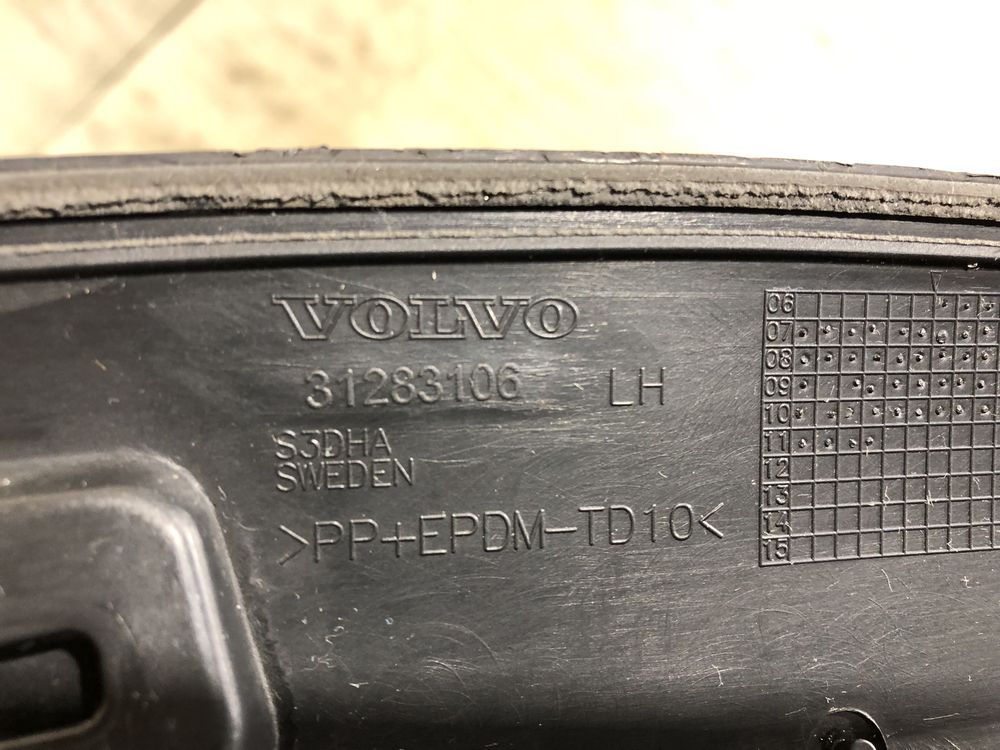 VOLVO
31283106 LH
S3DHA
SWEDEN
>PP+EPDM-TD10<
06
07
08
09
10
11
12
13
14
15